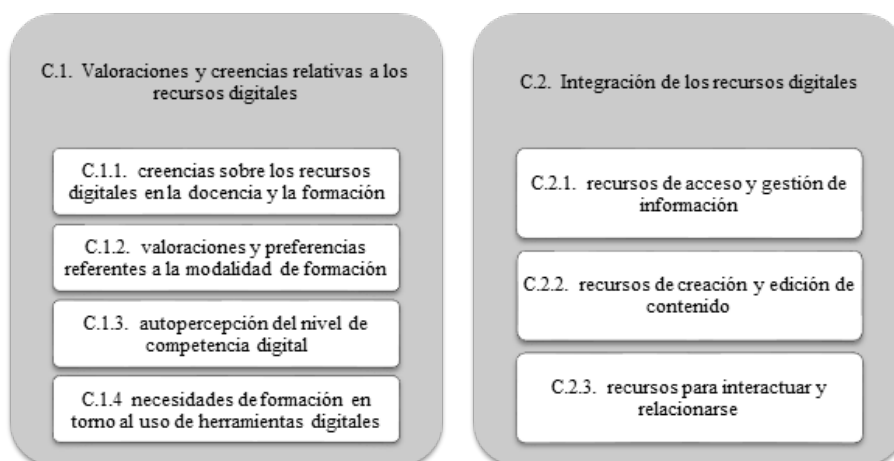 C.1. Valoraciones y creencias relativas a los
recursos digitales
C.1.1. creencias sobre los recursos
digitales en la docencia y la formación
C.1.2. valoraciones y preferencias
referentes a la modalidad de formación
C.1.3. autopercepción del nivel de
competencia digital
C.1.4 necesidades de formación en
torno al uso de herramientas digitales
C.2. Integración de los recursos digitales
C.2.1. recursos de acceso y gestión de
información
C.2.2. recursos de creación y edición de
contenido
C.2.3. recursos para interactuar y
relacionarse